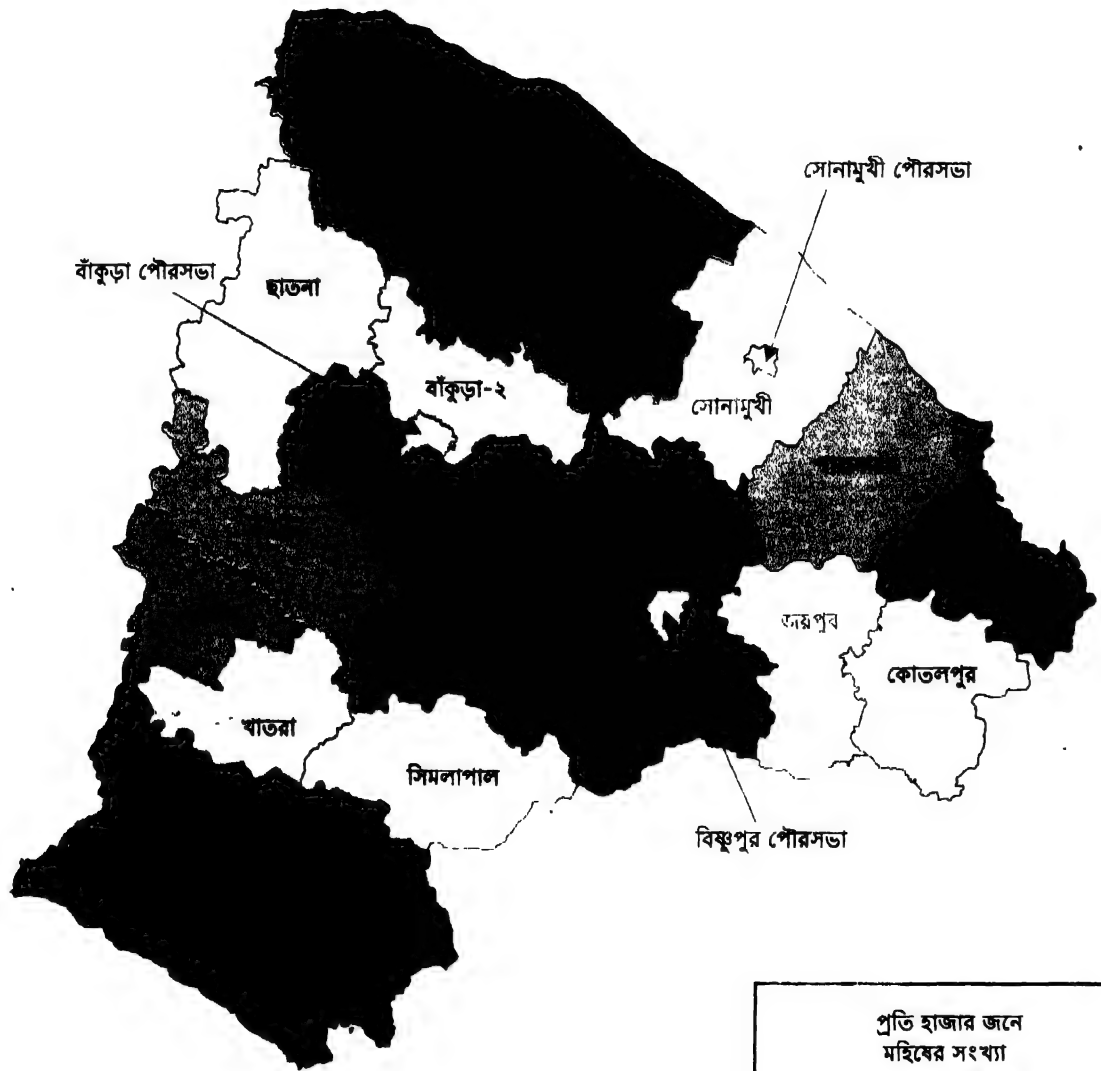 সোনামুখী পৌরসভা
বাঁকুড়া পৌরসভা
ছাতনা
বাঁকুড়া-২
সোনামুখী
জয়পুর
কোতলপুর
খাতরা
সিমলাপাল
বিষ্ণুপুর পৌরসভা
প্রতি হাজার জনে
মহিষের সংখ্যা